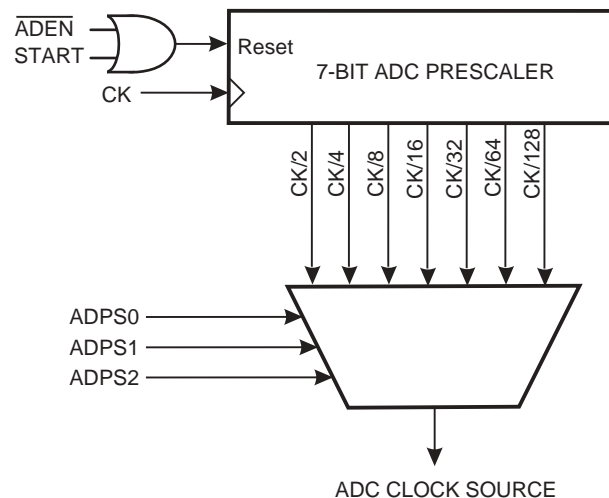 ADEN
START
Reset
7-BIT ADC PRESCALER
CK
CK/2
CK/4
CK/8
CK/16
CK/32
CK/64
CK/128
ADPS0
ADPS1
ADPS2
ADC CLOCK SOURCE